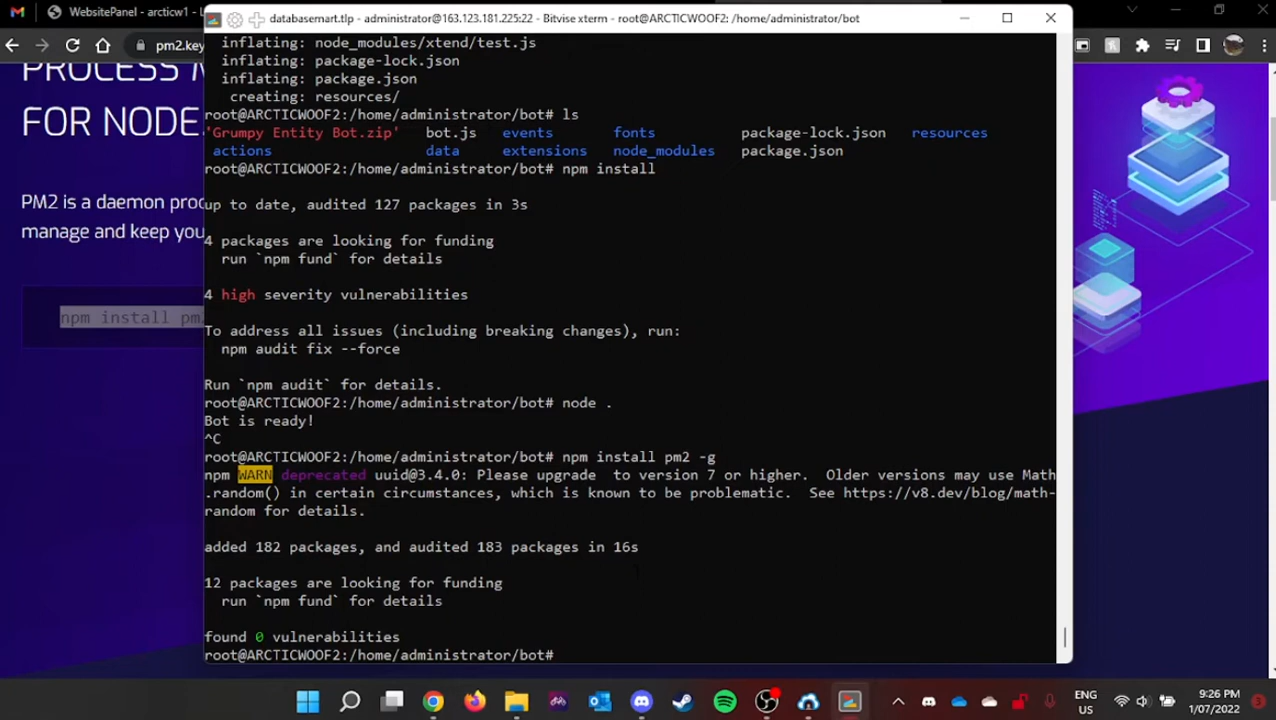 WebsitePanel - arcticw1
databasemart.tlp - administrator@163.123.181.225:22 - Bitvise xterm - root@ARCTICWOOF2: /home/administrator/bot
pm2.key
PROCESS M
FOR NODE
PM2 is a daemon proc
manage and keep you
npm install pm2
inflating: node_modules/xtend/test.js
inflating: package-lock.json
inflating: package.json
creating: resources/
root@ARCTICWOOF2:/home/administrator/bot# ls
'Grumpy Entity Bot.zip' bot.js events fonts package-lock.json resources
actions data extensions node_modules package.json
root@ARCTICWOOF2:/home/administrator/bot# npm install
up to date, audited 127 packages in 3s
4 packages are looking for funding
run `npm fund` for details
4 high severity vulnerabilities
To address all issues (including breaking changes), run:
npm audit fix --force
Run `npm audit` for details.
root@ARCTICWOOF2:/home/administrator/bot# node .
Bot is ready!
^C
root@ARCTICWOOF2:/home/administrator/bot# npm install pm2 -g
npm WARN deprecated uuid@3.4.0: Please upgrade  to version 7 or higher.  Older versions may use Math
.random() in certain circumstances, which is known to be problematic.  See https://v8.dev/blog/math-
random for details.
added 182 packages, and audited 183 packages in 16s
12 packages are looking for funding
run `npm fund` for details
found 0 vulnerabilities
root@ARCTICWOOF2:/home/administrator/bot#
ENG
US
9:26 PM
1/07/2022